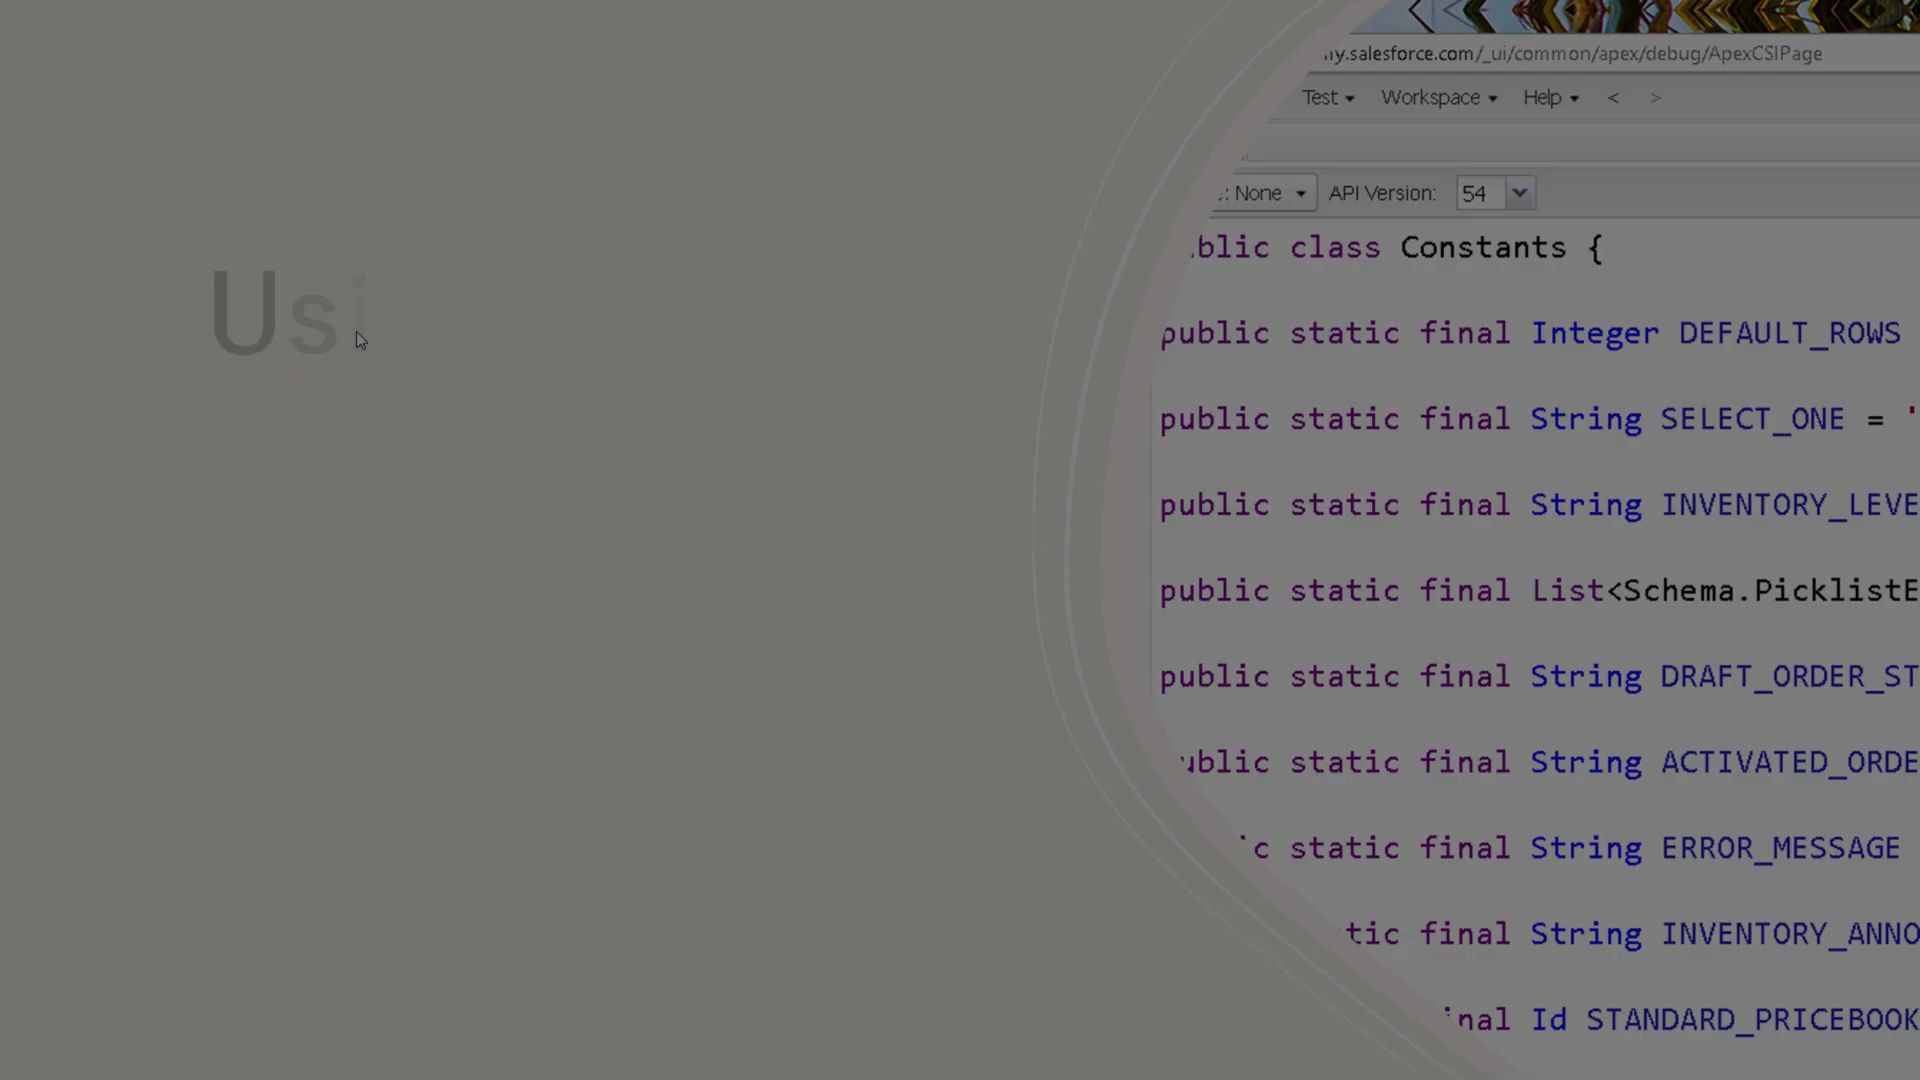 Usi
my.salesforce.com/_ui/common/apex/debug/ApexCSIPage
Test Workspace Help < >
: None API Version: 54
blic class Constants {
public static final Integer DEFAULT_ROWS
public static final String SELECT_ONE = '
public static final String INVENTORY_LEVE
public static final List<Schema.PicklistE
public static final String DRAFT_ORDER_ST
ublic static final String ACTIVATED_ORDE
c static final String ERROR_MESSAGE
tic final String INVENTORY_ANNO
inal Id STANDARD_PRICEBOOK